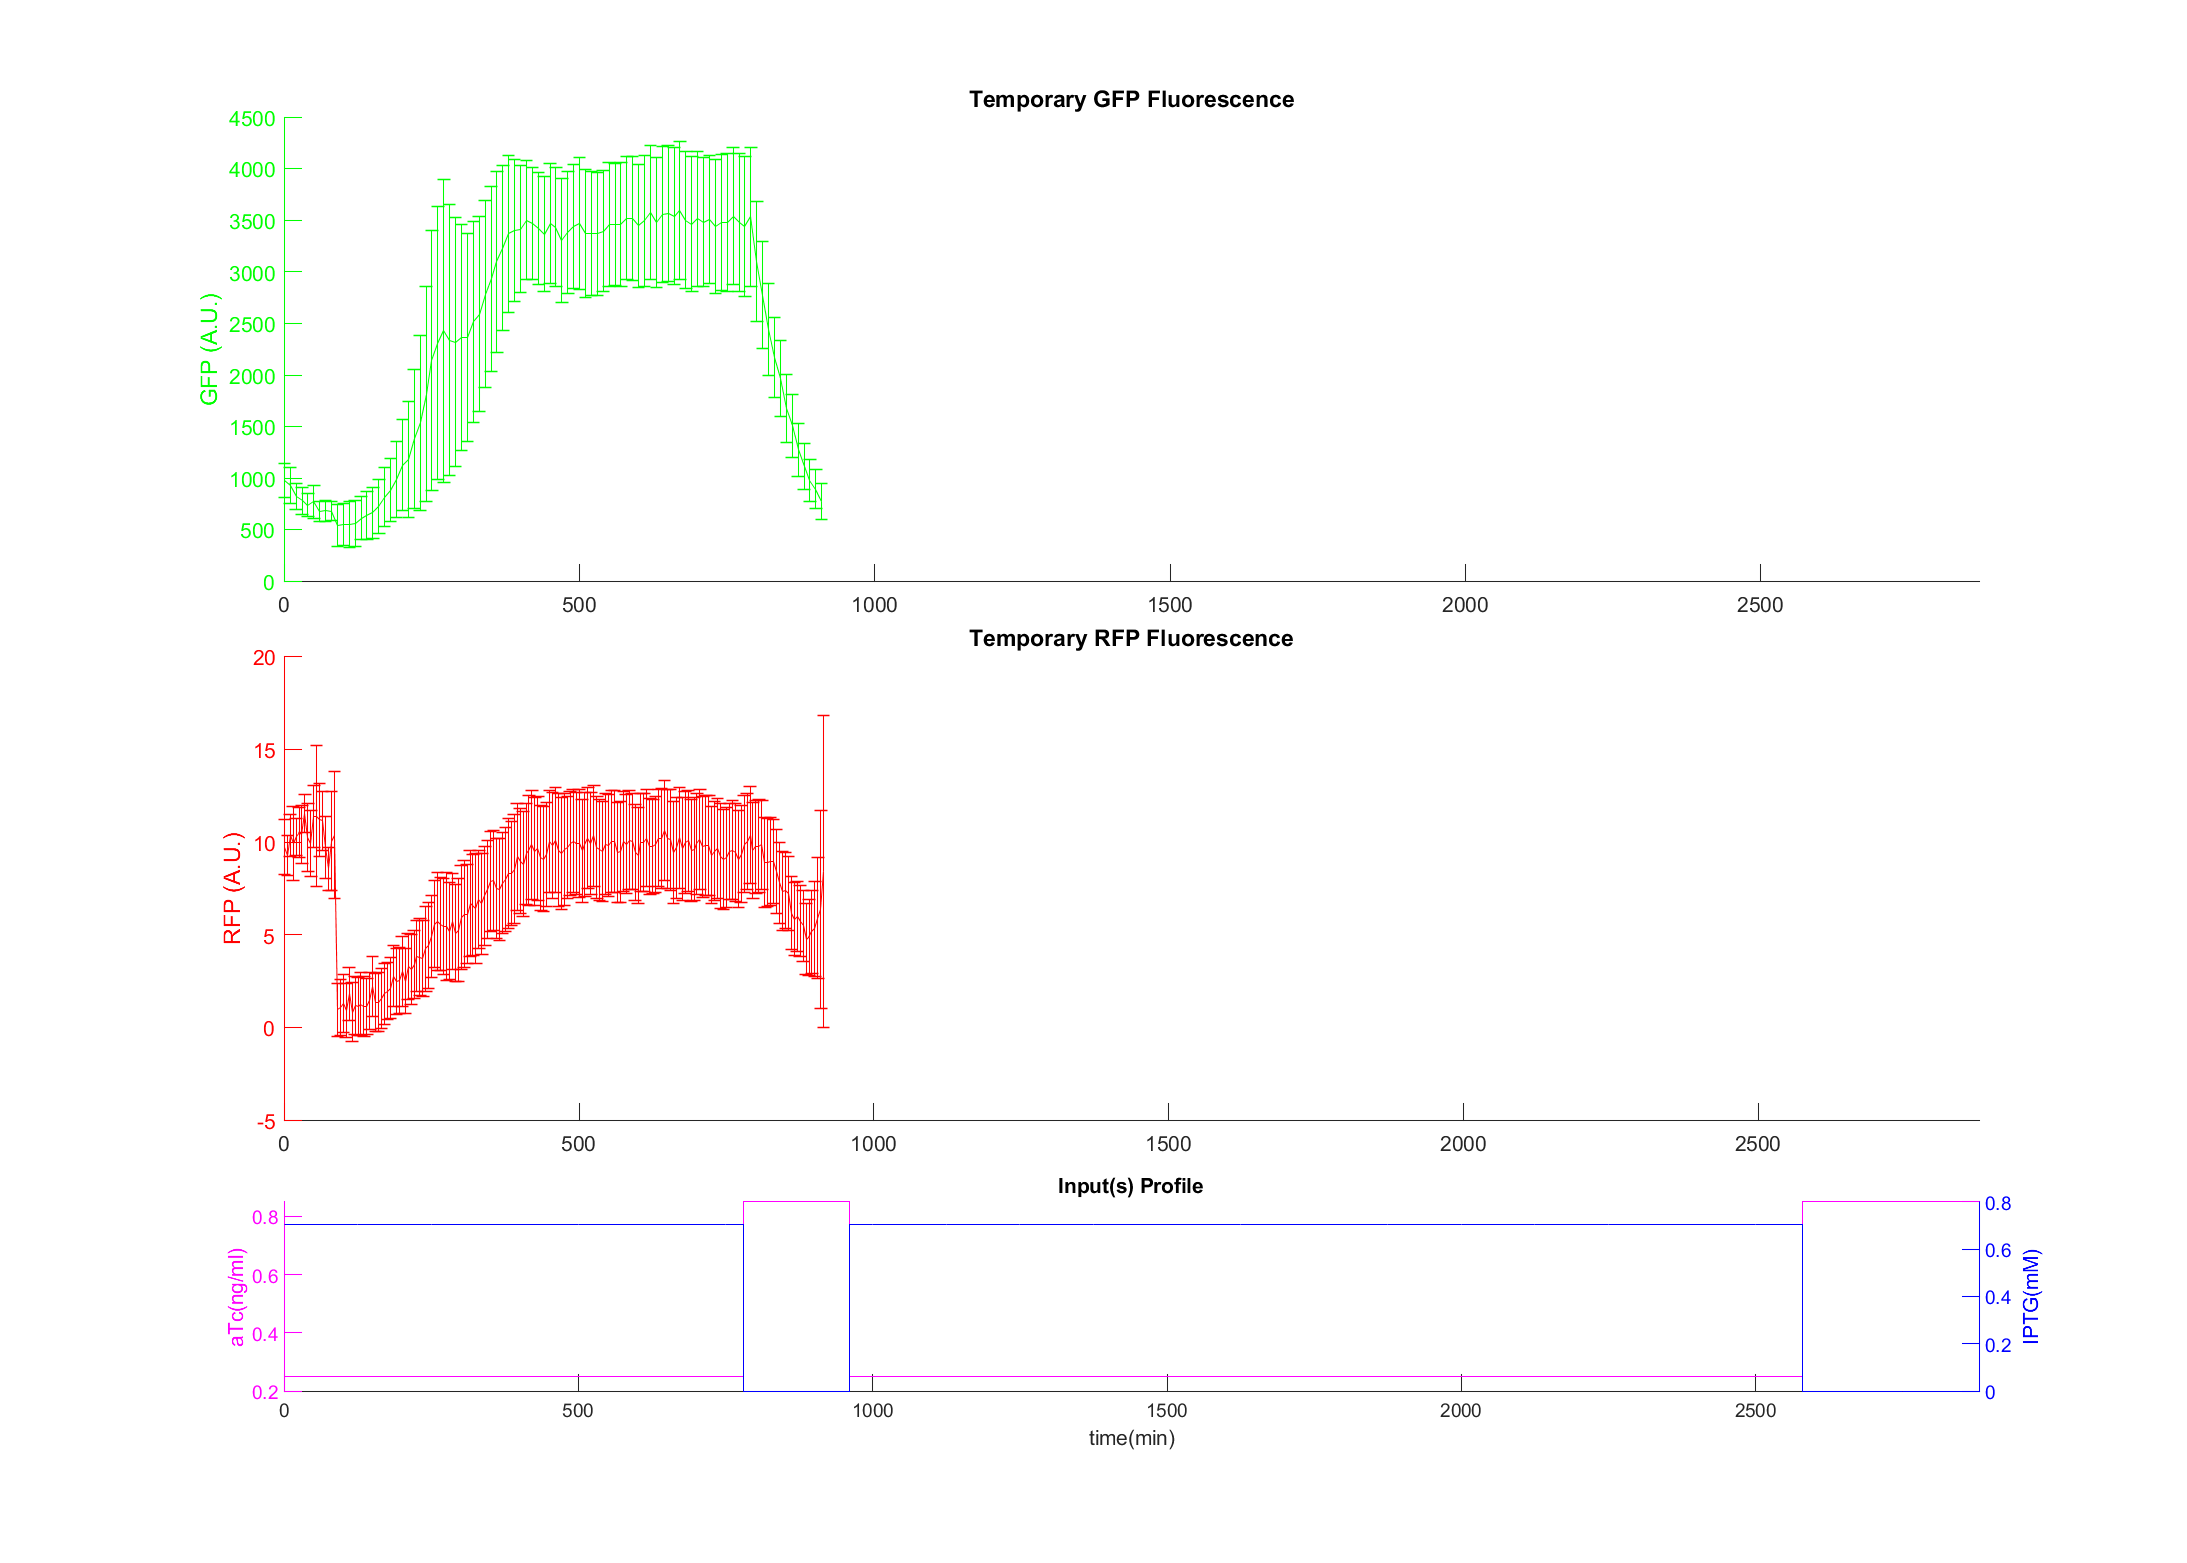 Temporary GFP Fluorescence
4500
4000
3500
3000
2500
2000
1500
1000
500
0
GFP (A.U.)
0 500 1000 1500 2000 2500
Temporary RFP Fluorescence
20
15
10
5
0
-5
RFP (A.U.)
0 500 1000 1500 2000 2500
Input(s) Profile
0.8
0.6
0.4
0.2
aTc(ng/ml)
0.8
0.6
0.4
0.2
0
IPTG(mM)
0 500 1000 1500 2000 2500
time(min)